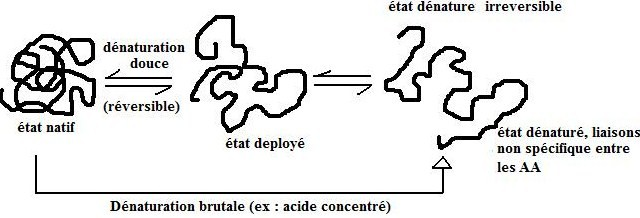 état dénature irreversible
dénaturation
douce
(réversible)
état natif
état deployé
état dénaturé, liaisons
non spécifique entre
les AA
Dénaturation brutale (ex : acide concentré)